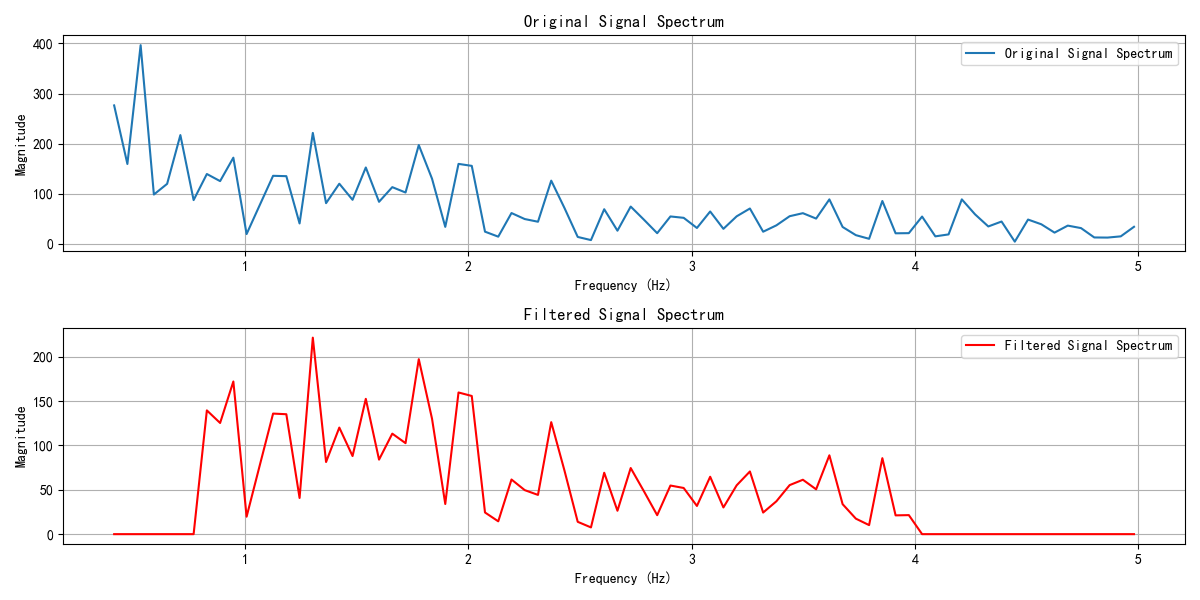 Original Signal Spectrum
Original Signal Spectrum
Magnitude
400
300
200
100
0
1
2
3
4
5
Frequency (Hz)
Filtered Signal Spectrum
Filtered Signal Spectrum
Magnitude
200
150
100
50
0
1
2
3
4
5
Frequency (Hz)